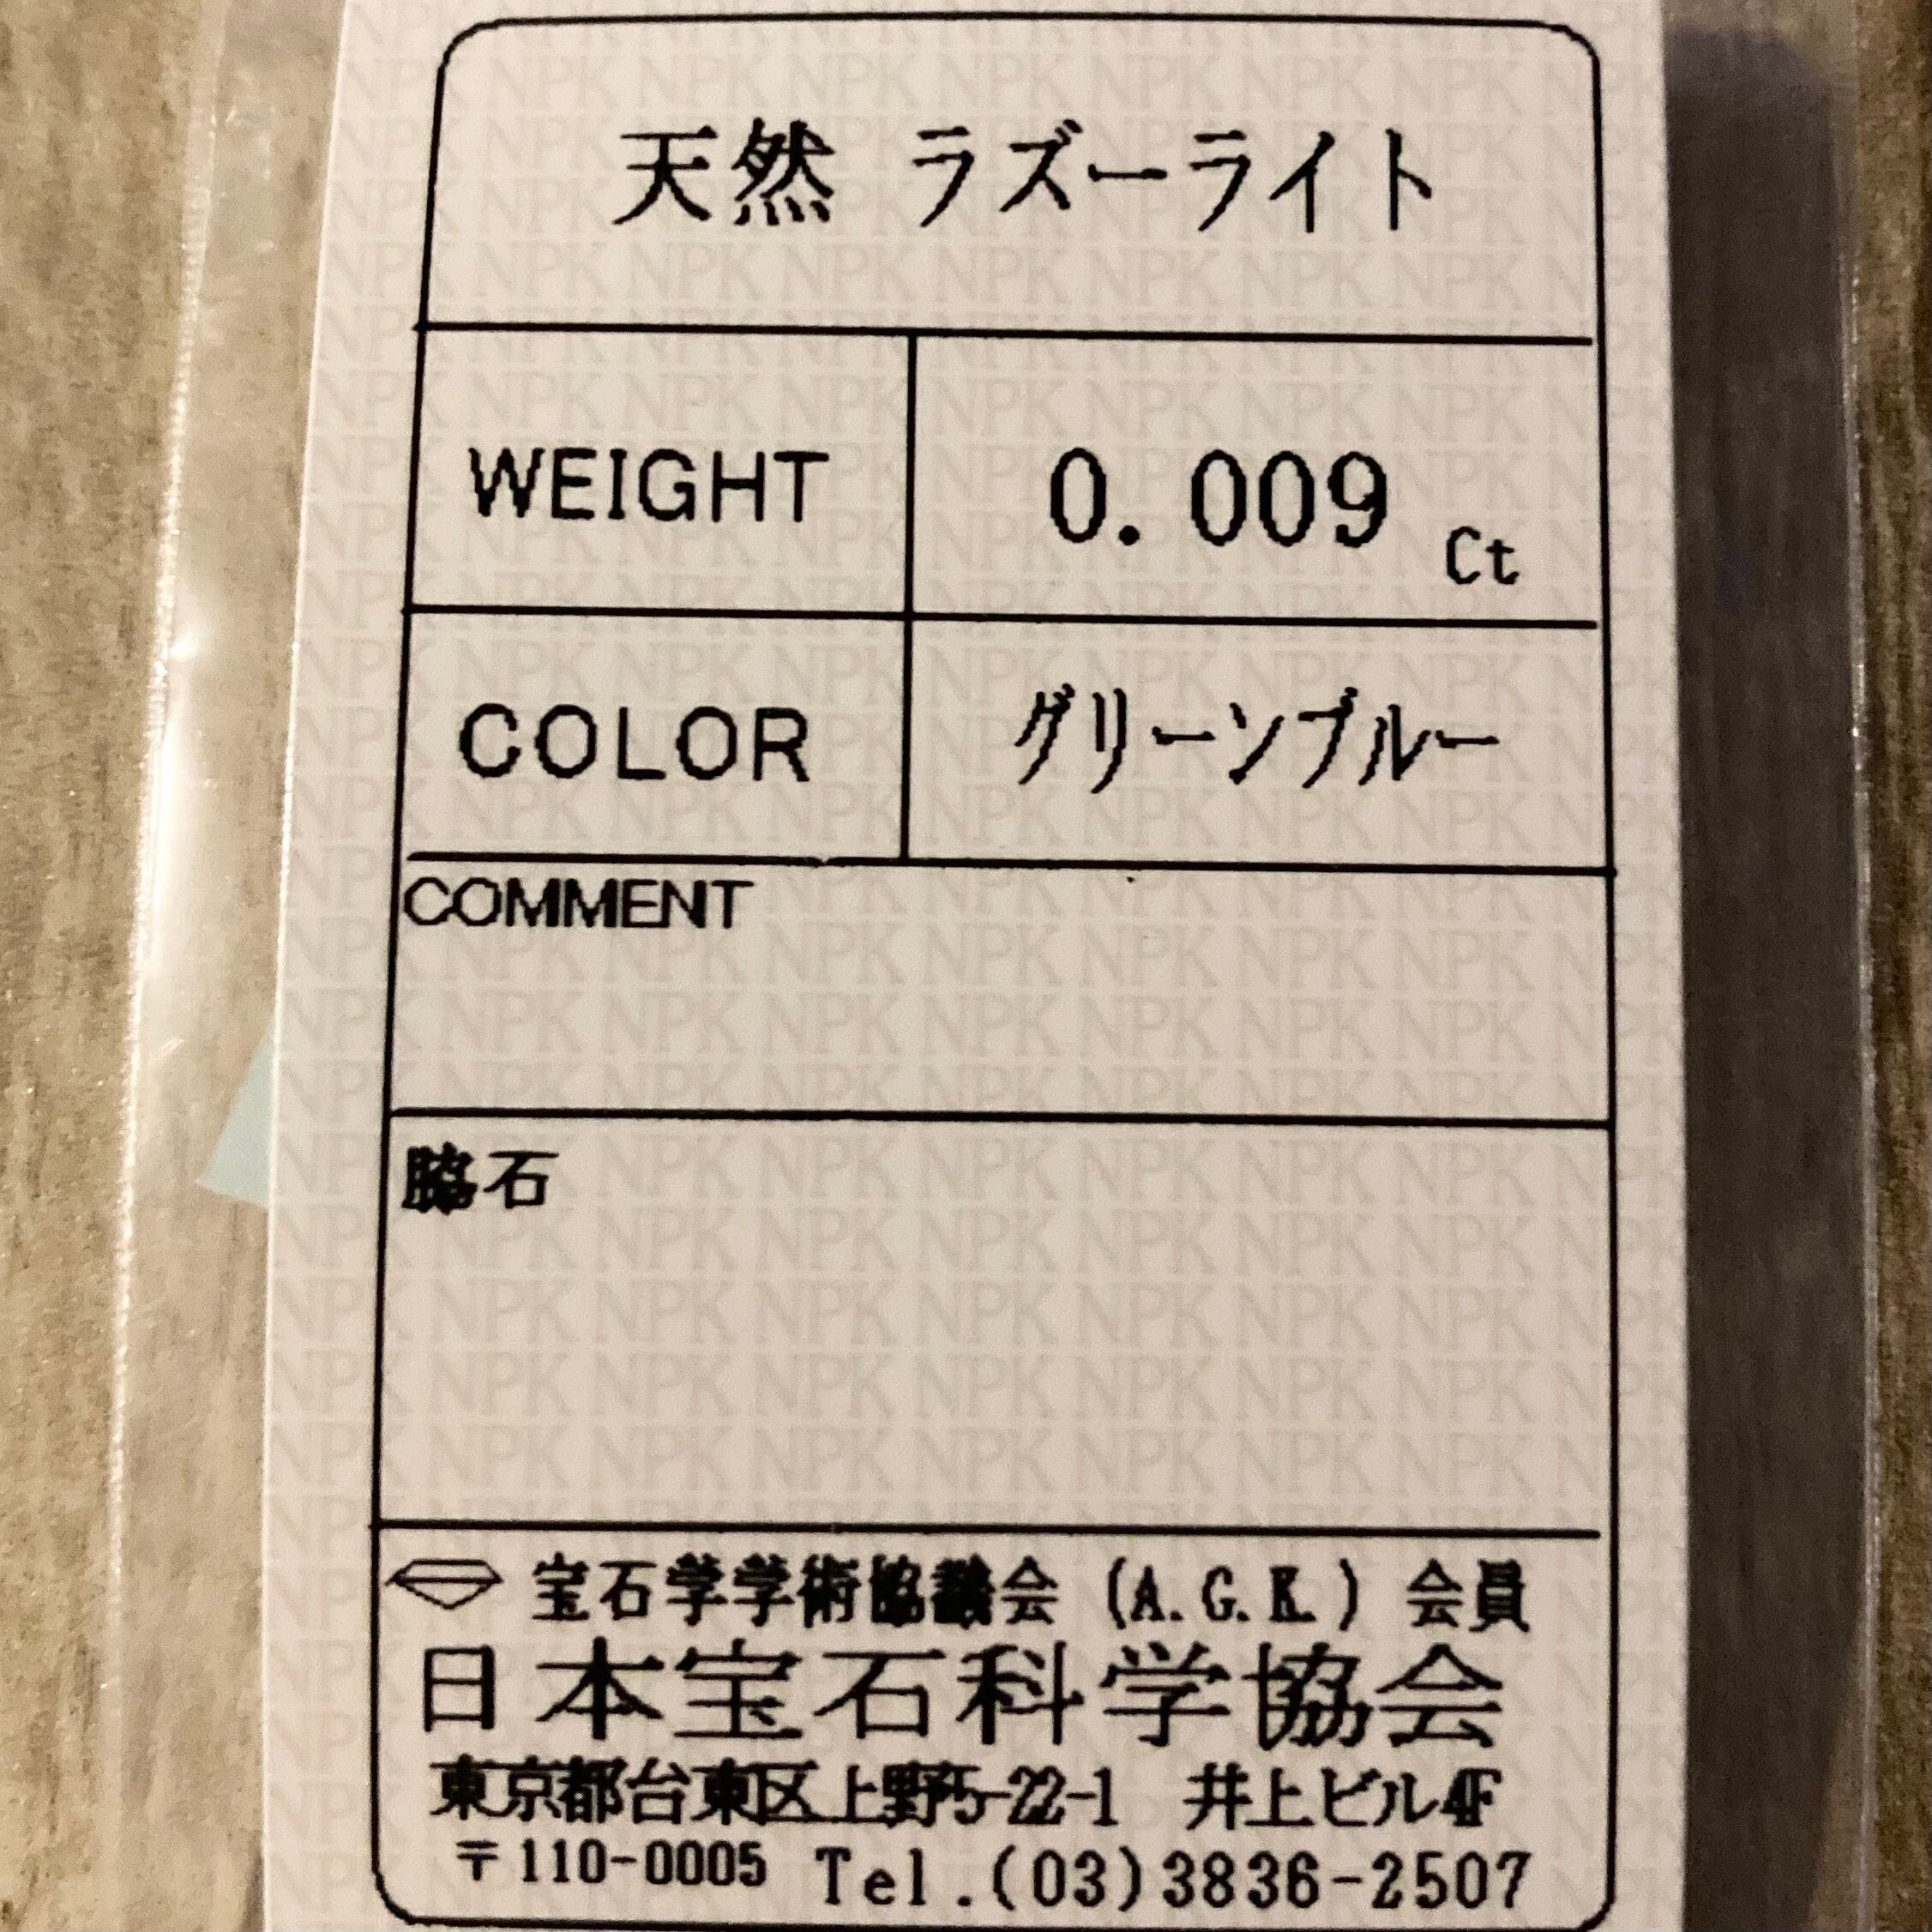 天然 ラズーライト
WEIGHT 0.009 Ct
COLOR グリーンブルー
COMMENT
脇石
宝石学学術協議会 (A.G.K.) 会員
日本宝石科学協会
東京都台東区上野5-22-1 井上ビル4F
〒110-0005 Tel.(03)3836-2507